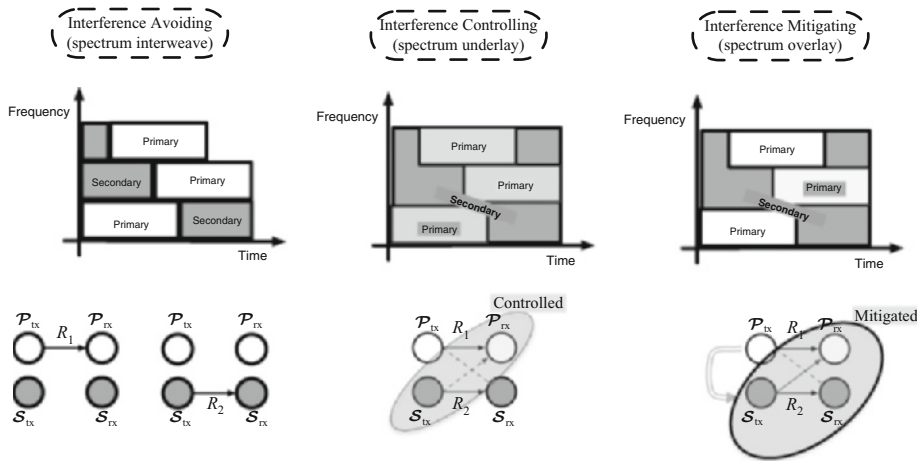 Interference Avoiding
(spectrum interweave)
Interference Controlling
(spectrum underlay)
Interference Mitigating
(spectrum overlay)
Frequency
Primary
Secondary
Primary
Primary
Secondary
Time
Frequency
Primary
Primary
Secondary
Primary
Time
Frequency
Primary
Primary
Secondary
Primary
Time
𝒫tx
R1
𝒫rx
𝒫tx
𝒫rx
𝒮tx
𝒮rx
𝒮tx
R2
𝒮rx
Controlled
𝒫tx
R1
𝒫rx
R2
𝒮tx
𝒮rx
Mitigated
𝒫tx
R1
𝒫rx
R2
𝒮tx
𝒮rx